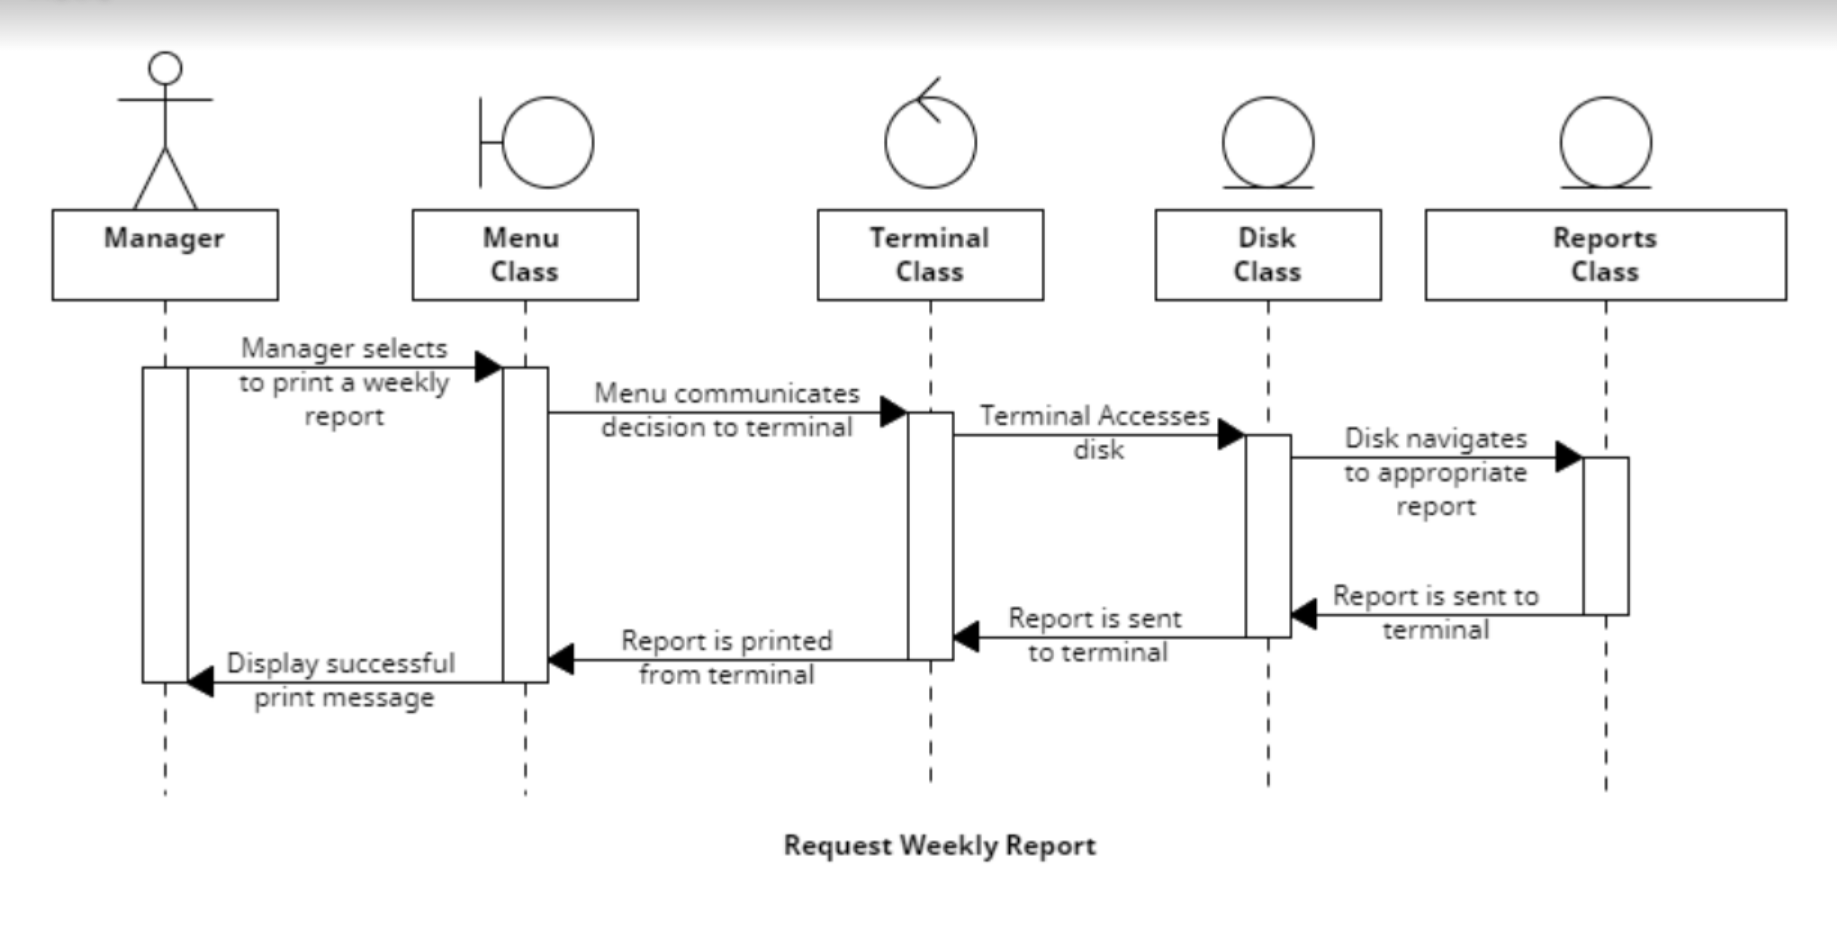 Manager
Menu
Class
Terminal
Class
Disk
Class
Reports
Class
Manager selects
to print a weekly
report
Menu communicates
decision to terminal
Terminal Accesses
disk
Disk navigates
to appropriate
report
Report is sent to
terminal
Report is sent
to terminal
Report is printed
from terminal
Display successful
print message
Request Weekly Report